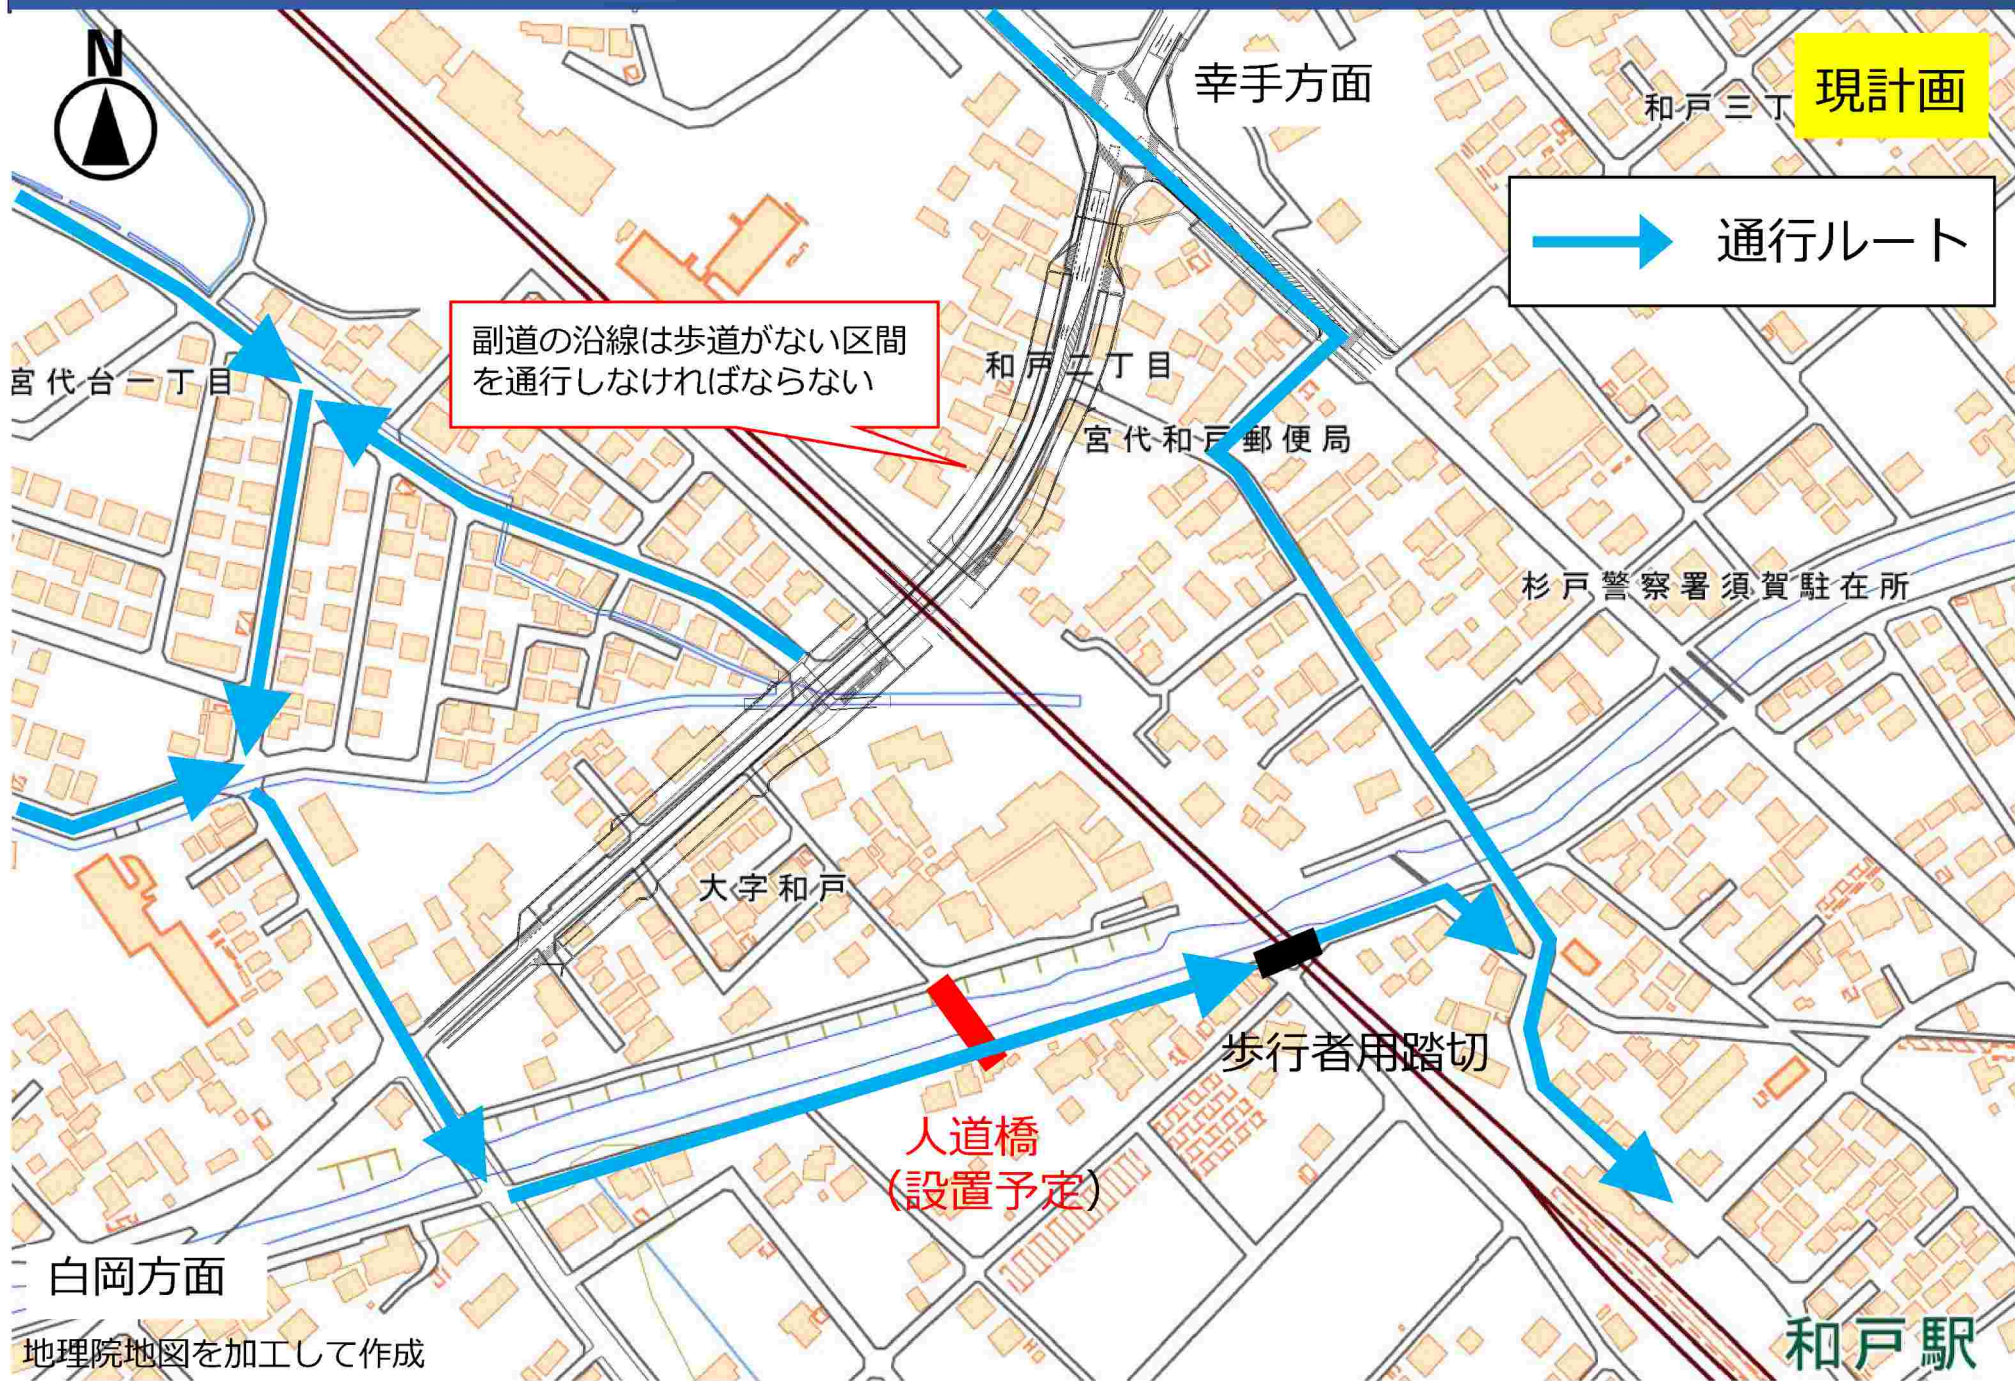 N
幸手方面
現計画
和戸三丁
通行ルート
副道の沿線は歩道がない区間
を通行しなければならない
和戸二丁目
宮代台一丁目
宮代和戸郵便局
杉戸警察署須賀駐在所
大字和戸
歩行者用踏切
人道橋
(設置予定)
白岡方面
地理院地図を加工して作成
和戸駅